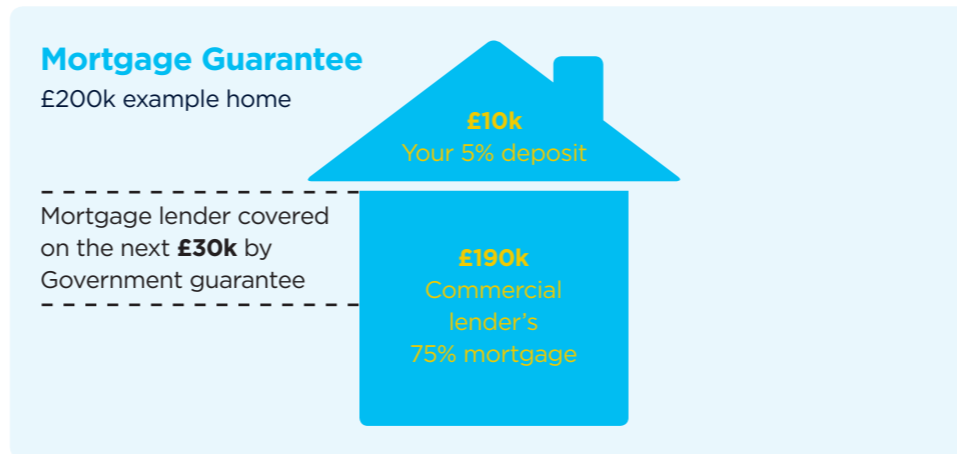 Mortgage Guarantee
£200k example home
£10k
Your 5% deposit
Mortgage lender covered
on the next £30k by
Government guarantee
£190k
Commercial
lender’s
75% mortgage